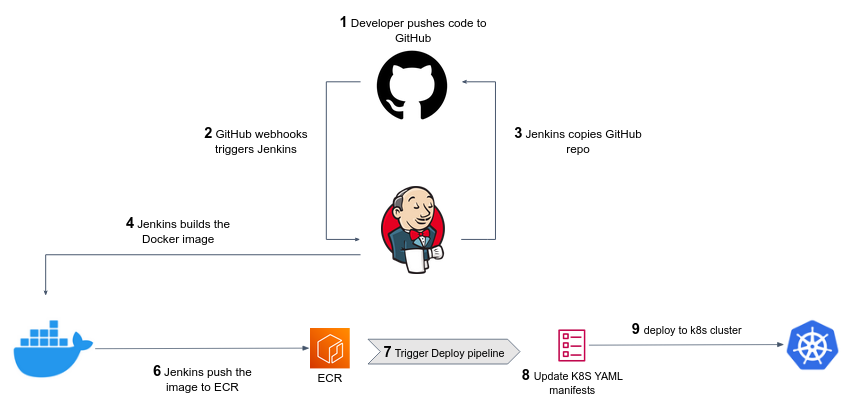 1 Developer pushes code to
GitHub
2 GitHub webhooks
triggers Jenkins
3 Jenkins copies GitHub
repo
4 Jenkins builds the
Docker image
6 Jenkins push the
image to ECR
ECR
7 Trigger Deploy pipeline
8 Update K8S YAML
manifests
9 deploy to k8s cluster